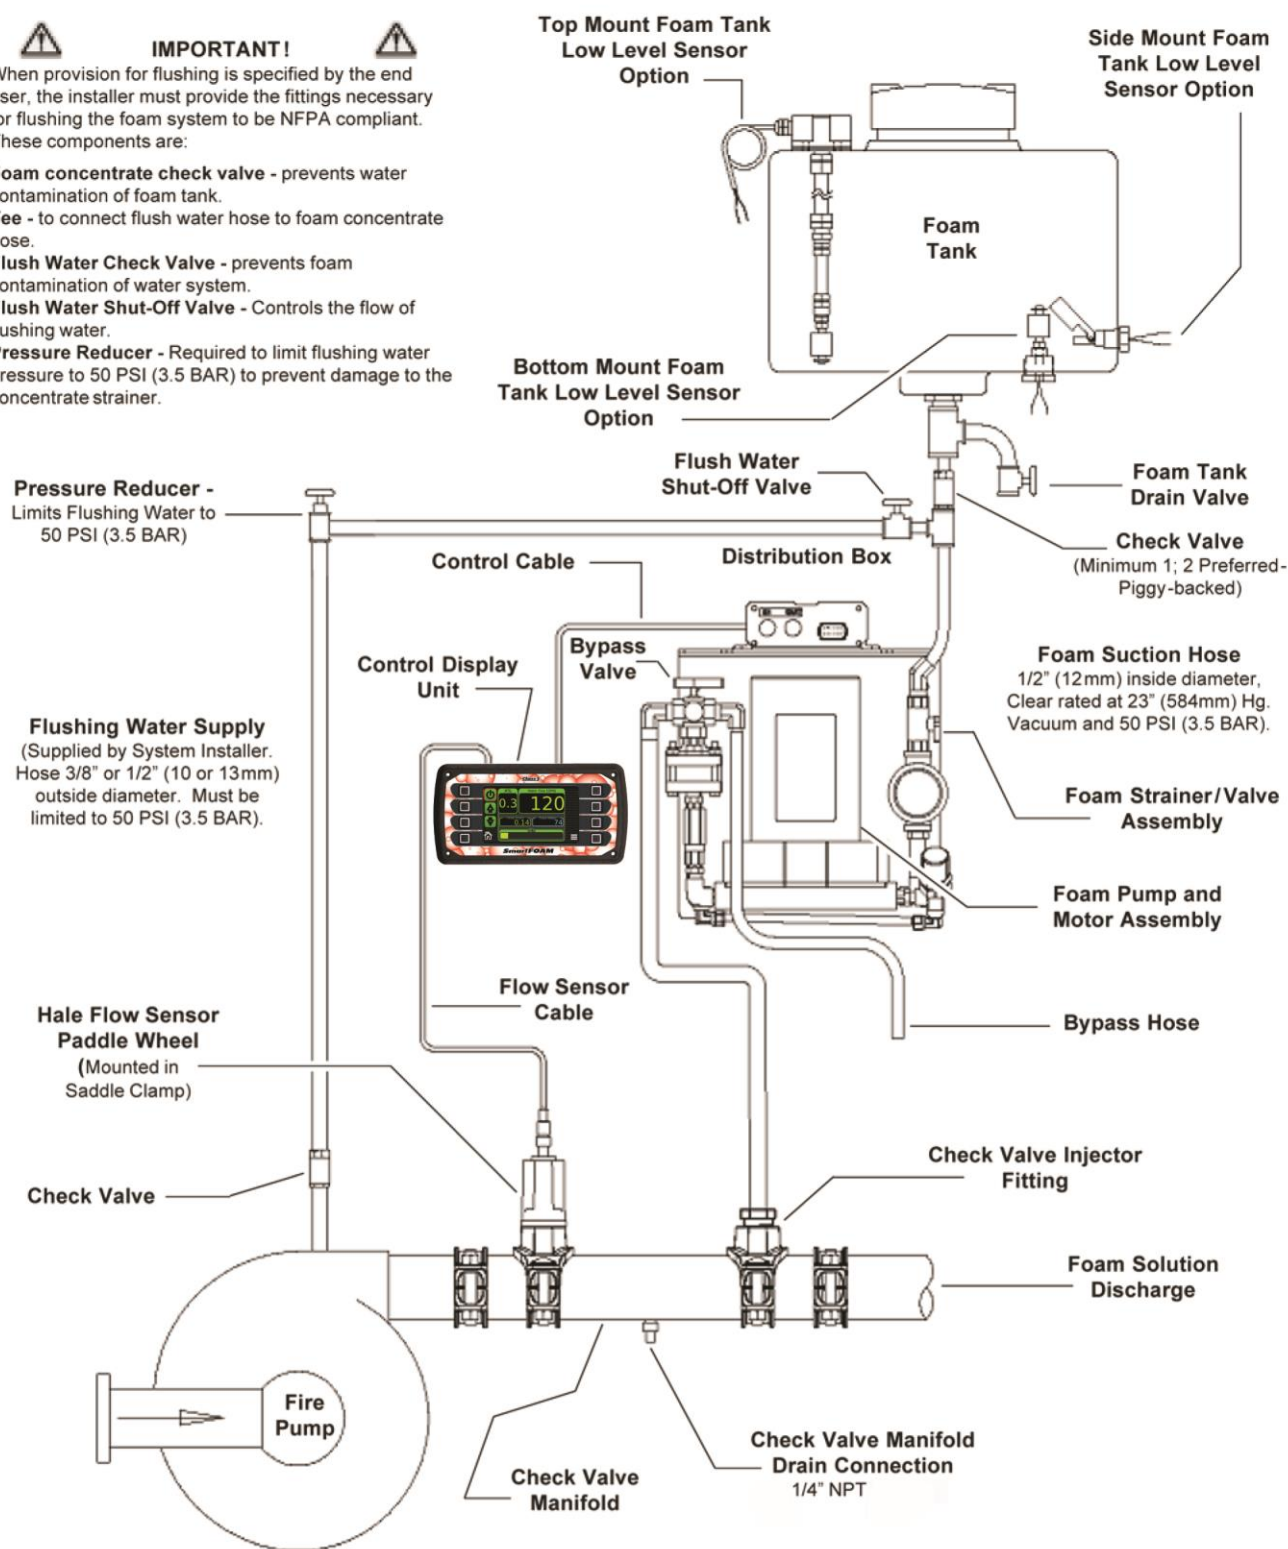 IMPORTANT!
When provision for flushing is specified by the end
user, the installer must provide the fittings necessary
for flushing the foam system to be NFPA compliant.
These components are:
Foam concentrate check valve - prevents water
contamination of foam tank.
Tee - to connect flush water hose to foam concentrate
hose.
Flush Water Check Valve - prevents foam
contamination of water system.
Flush Water Shut-Off Valve - Controls the flow of
flushing water.
Pressure Reducer - Required to limit flushing water
pressure to 50 PSI (3.5 BAR) to prevent damage to the
concentrate strainer.
Top Mount Foam Tank
Low Level Sensor
Option
Side Mount Foam
Tank Low Level
Sensor Option
Foam
Tank
Bottom Mount Foam
Tank Low Level Sensor
Option
Flush Water
Shut-Off Valve
Foam Tank
Drain Valve
Pressure Reducer -
Limits Flushing Water to
50 PSI (3.5 BAR)
Check Valve
(Minimum 1; 2 Preferred-
Piggy-backed)
Control Cable
Distribution Box
Bypass
Valve
Control Display
Unit
Foam Suction Hose
1/2" (12mm) inside diameter,
Clear rated at 23" (584mm) Hg.
Vacuum and 50 PSI (3.5 BAR).
Flushing Water Supply
(Supplied by System Installer.
Hose 3/8" or 1/2" (10 or 13mm)
outside diameter. Must be
limited to 50 PSI (3.5 BAR).
0.3
120
SmartFOAM
Foam Strainer/Valve
Assembly
Foam Pump and
Motor Assembly
Flow Sensor
Cable
Bypass Hose
Hale Flow Sensor
Paddle Wheel
(Mounted in
Saddle Clamp)
Check Valve Injector
Fitting
Check Valve
Foam Solution
Discharge
Fire
Pump
Check Valve
Manifold
Check Valve Manifold
Drain Connection
1/4" NPT